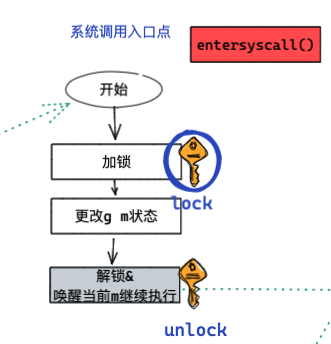 系统调用入口点
entersyscall()
开始
加锁
lock
更改g m状态
解锁&
唤醒当前m继续执行
unlock